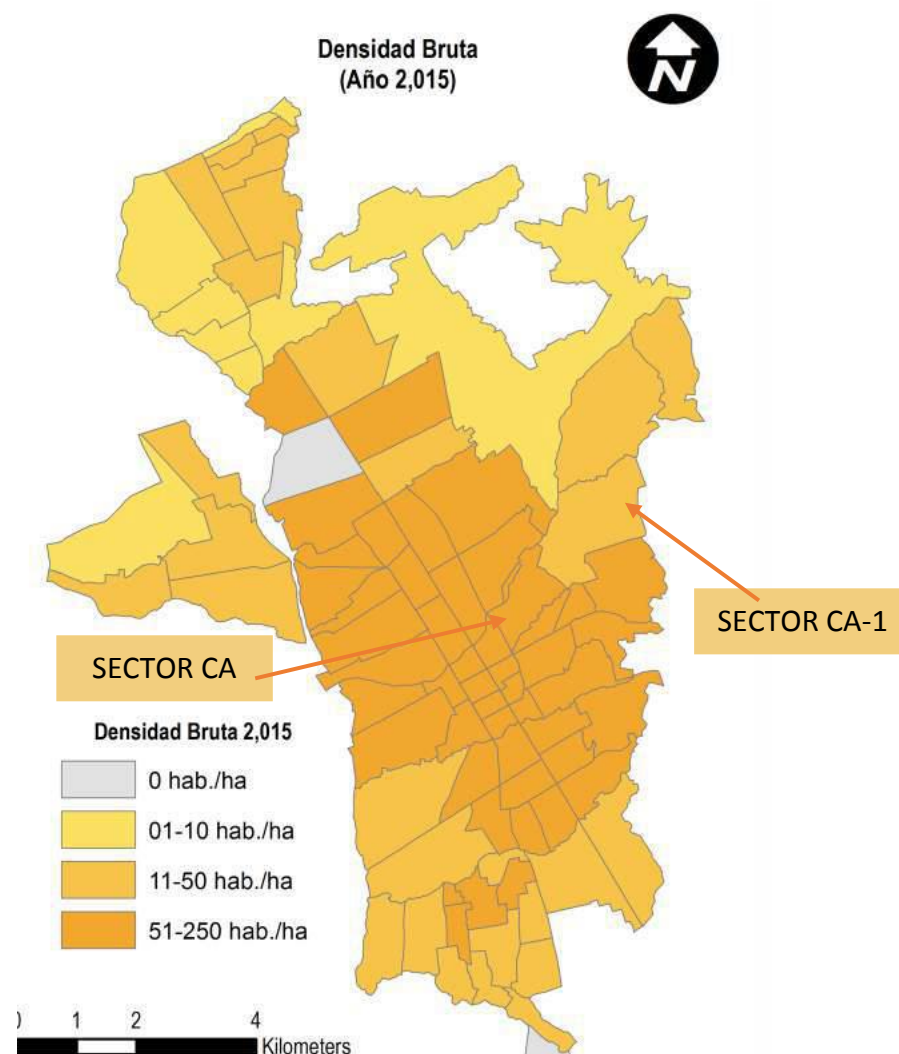 Densidad Bruta
(Año 2,015)
N
SECTOR CA-1
SECTOR CA
Densidad Bruta 2,015
0 hab./ha
01-10 hab./ha
11-50 hab./ha
51-250 hab./ha
1 2 4
Kilometers